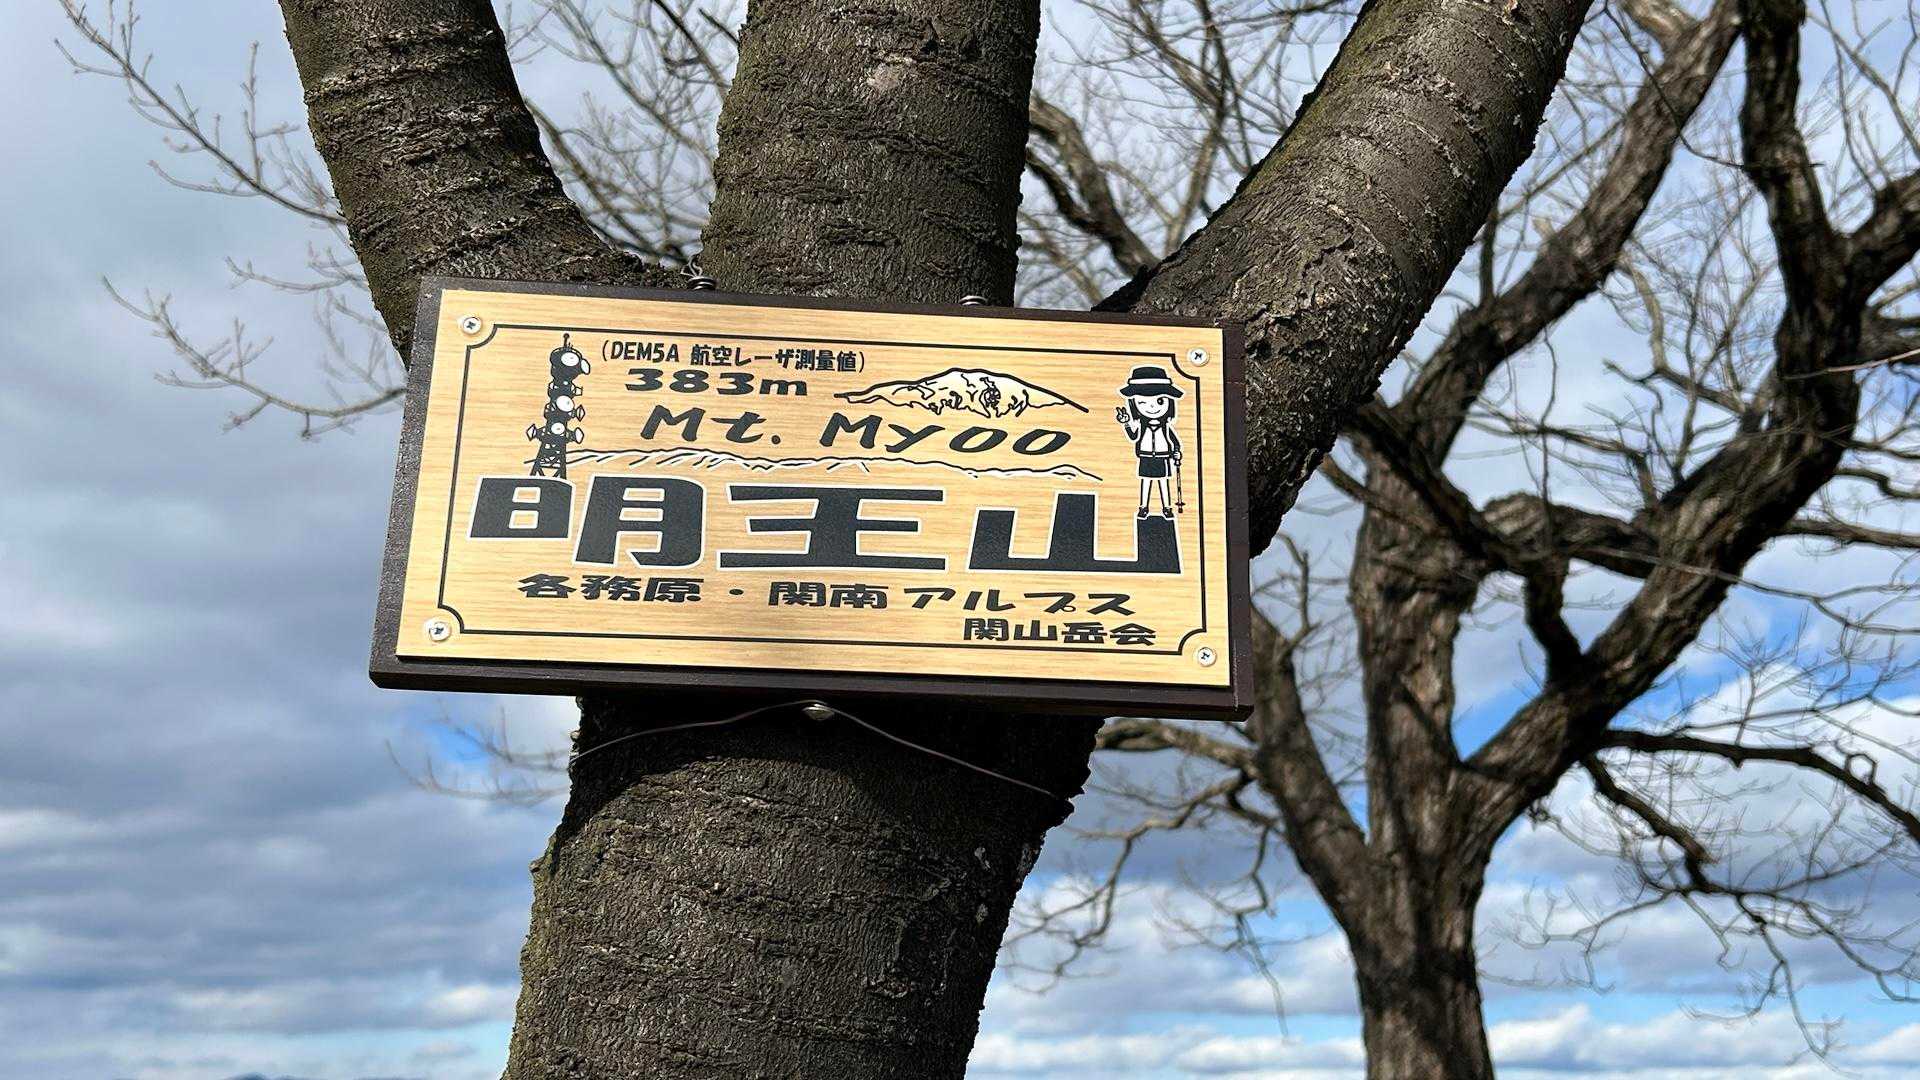 (DEM5A 航空レーザ測量値)
383m
Mt. Myoo
明王山
各務原・関南アルプス
関山岳会